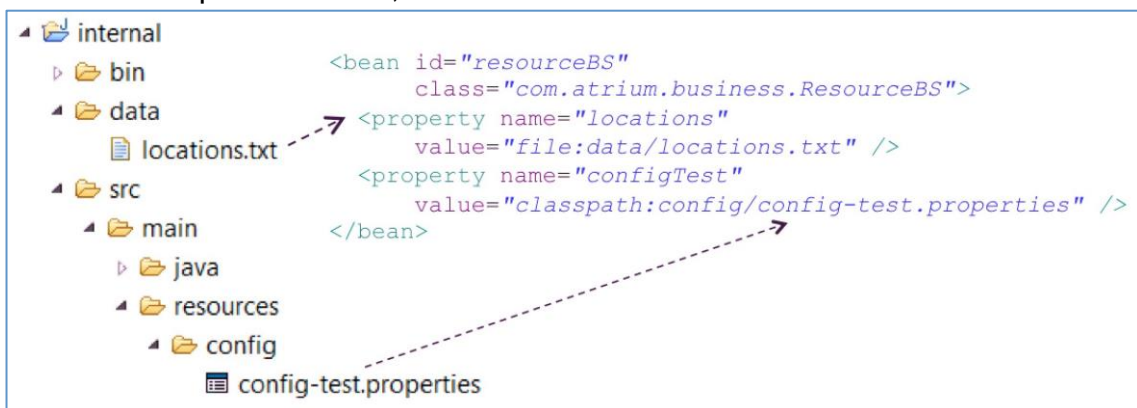 internal
bin
data
locations.txt
src
main
java
resources
config
config-test.properties
<bean id="resourceBS"
class="com.atrium.business.ResourceBS">
<property name="locations"
value="file:data/locations.txt" />
<property name="configTest"
value="classpath:config/config-test.properties" />
</bean>